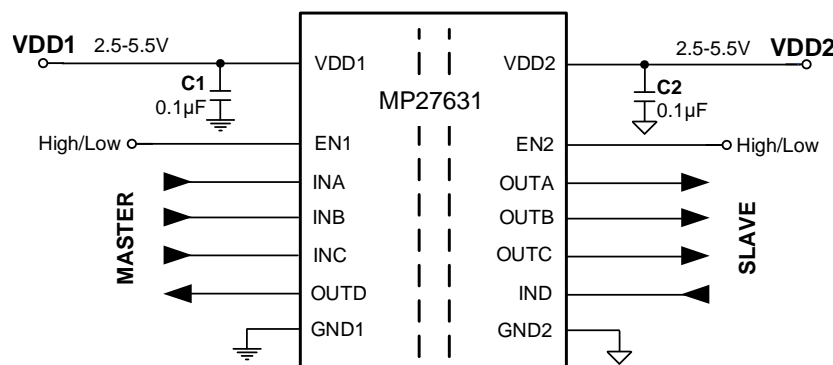 VDD1 2.5-5.5V 2.5-5.5V VDD2
VDD1 VDD2
C1 C2
0.1µF 0.1µF
MP27631
High/Low EN1 EN2 High/Low
INA OUTA
INB OUTB
INC OUTC
OUTD IND
GND1 GND2
MASTER
SLAVE